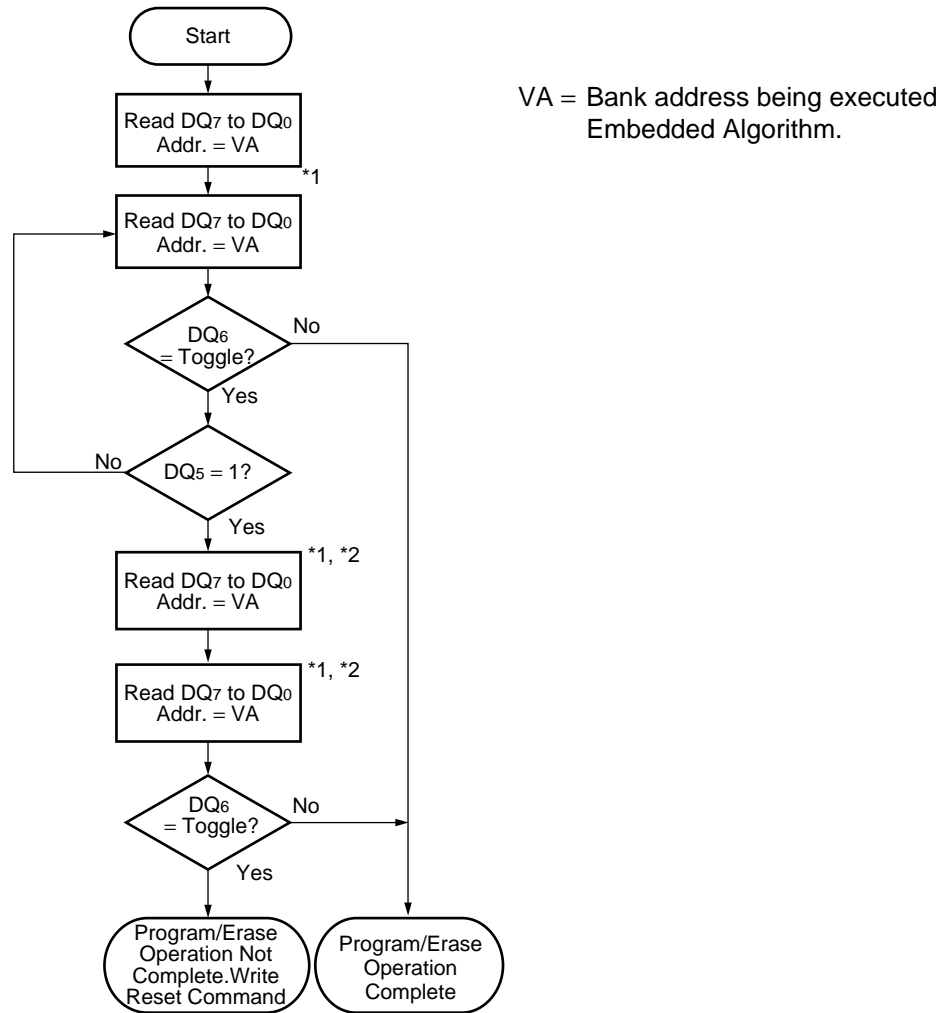 Start
VA = Bank address being executed
Embedded Algorithm.
Read DQ7 to DQ0
Addr. = VA
*1
Read DQ7 to DQ0
Addr. = VA
DQ6
= Toggle?
No
Yes
No
DQ5 = 1?
Yes
*1, *2
Read DQ7 to DQ0
Addr. = VA
*1, *2
Read DQ7 to DQ0
Addr. = VA
DQ6
= Toggle?
No
Yes
Program/Erase
Operation Not
Complete.Write
Reset Command
Program/Erase
Operation
Complete